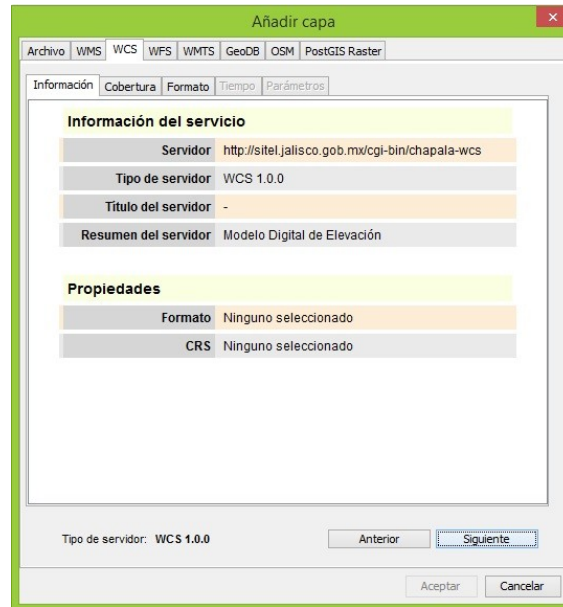 Añadir capa
x
Archivo WMS WCS WFS WMTS GeoDB OSM PostGIS Raster
Información Cobertura Formato Tiempo Parámetros
Información del servicio
Servidor http://sitel.jalisco.gob.mx/cgi-bin/chapala-wcs
Tipo de servidor WCS 1.0.0
Título del servidor -
Resumen del servidor Modelo Digital de Elevación
Propiedades
Formato Ninguno seleccionado
CRS Ninguno seleccionado
Tipo de servidor: WCS 1.0.0 Anterior Siguiente
Aceptar Cancelar